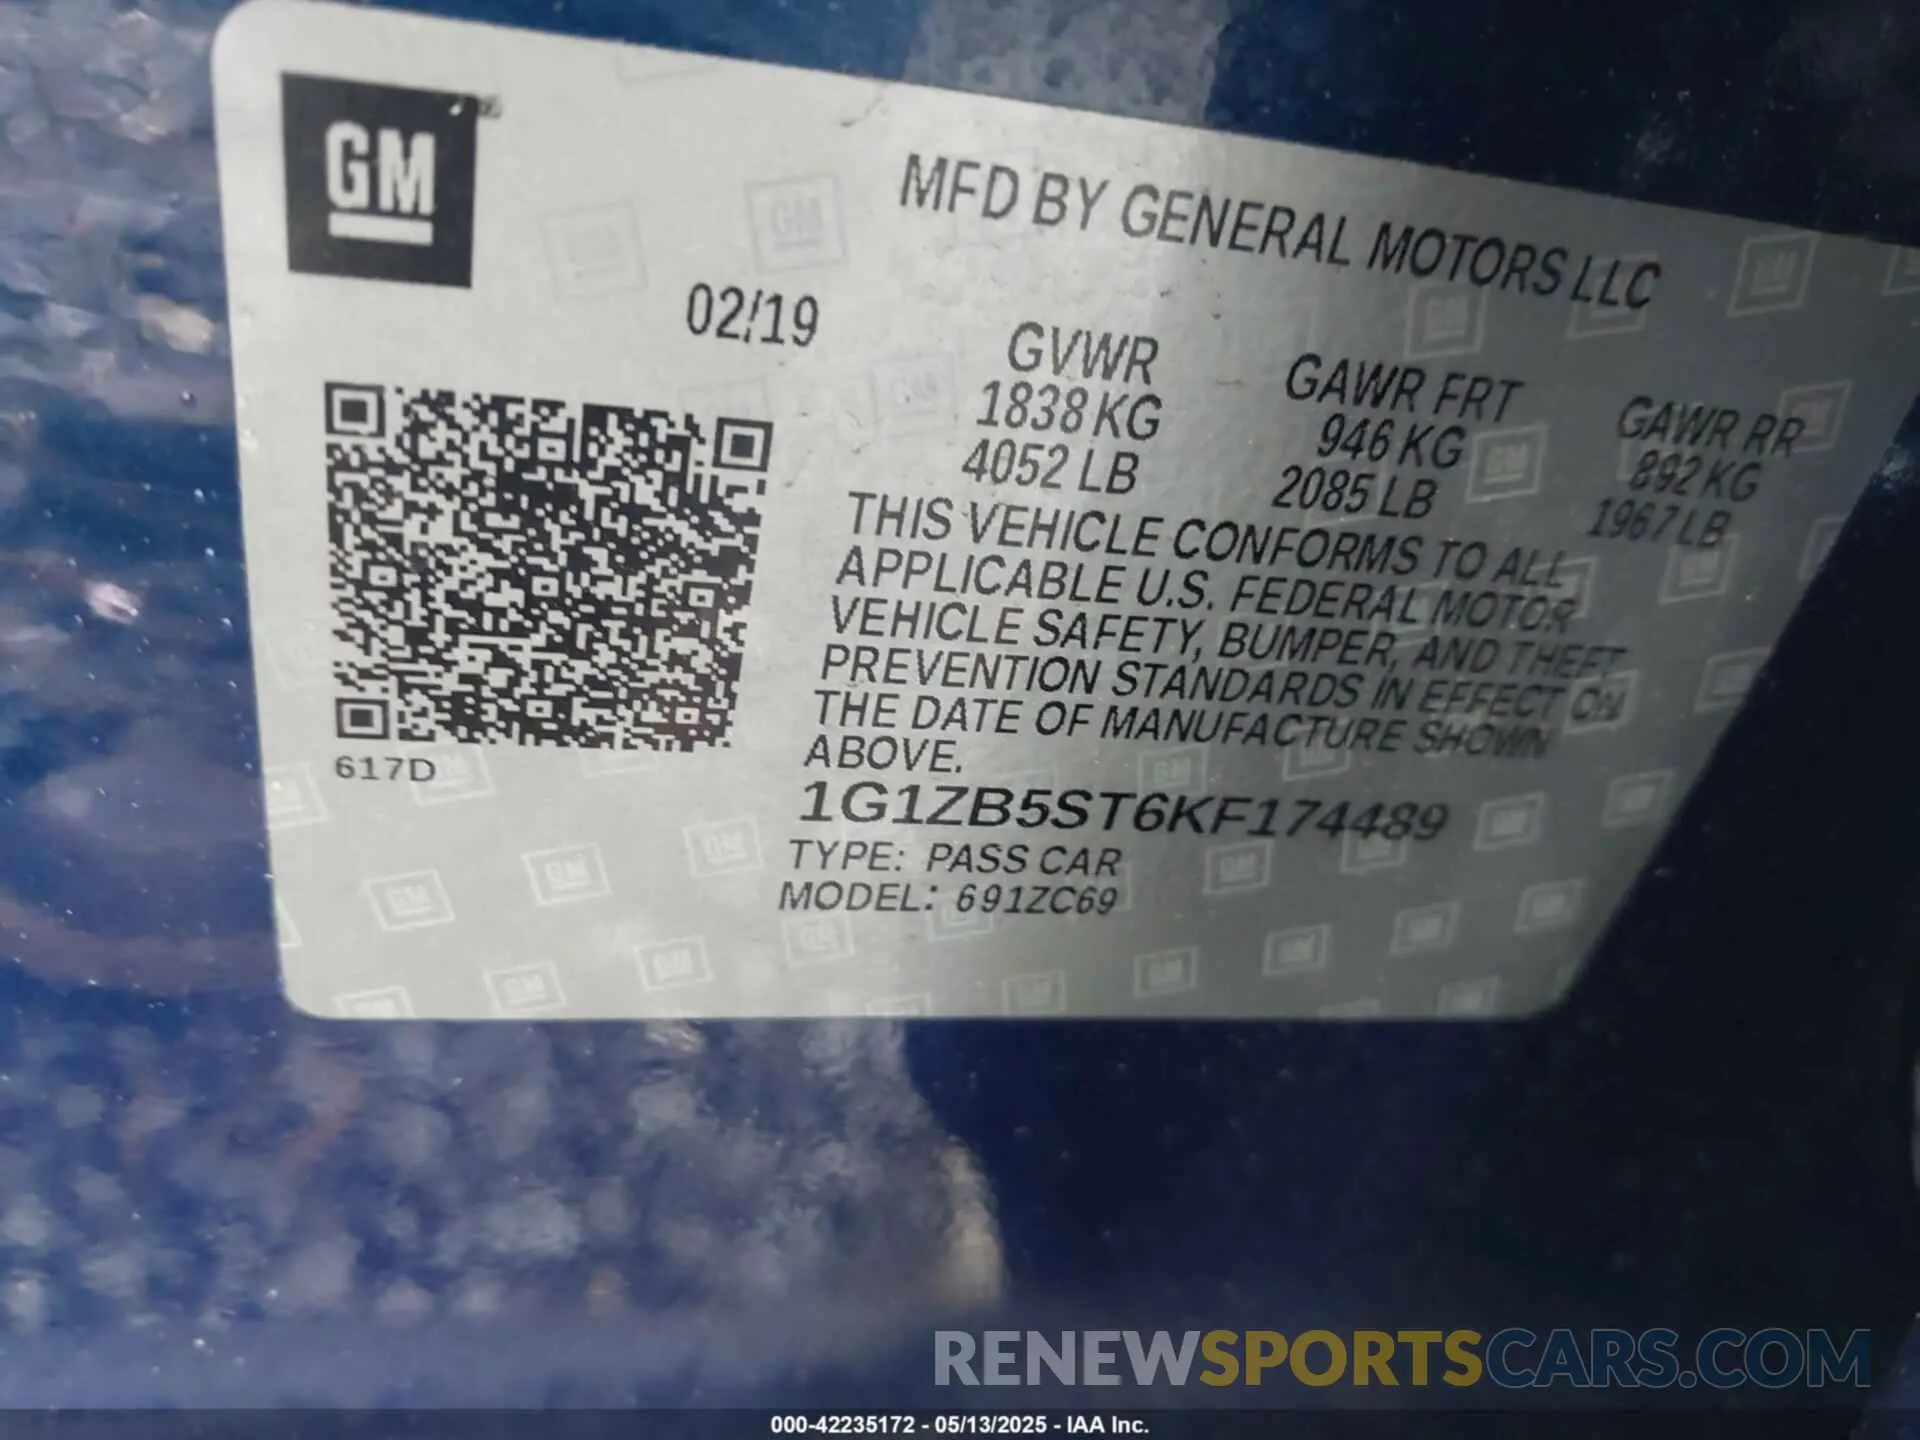 GM
MFD BY GENERAL MOTORS LLC
02/19
GVWR GAWR FRT GAWR RR
1838 KG 946 KG 892 KG
4052 LB 2085 LB 1967 LB
THIS VEHICLE CONFORMS TO ALL
APPLICABLE U.S. FEDERAL MOTOR
VEHICLE SAFETY, BUMPER, AND THEFT
PREVENTION STANDARDS IN EFFECT ON
THE DATE OF MANUFACTURE SHOWN
ABOVE.
617D
1G1ZB5ST6KF174489
TYPE: PASS CAR
MODEL: 691ZC69
RENEWSPORTSCARS.COM
000-42235172 - 05/13/2025 - IAA Inc.